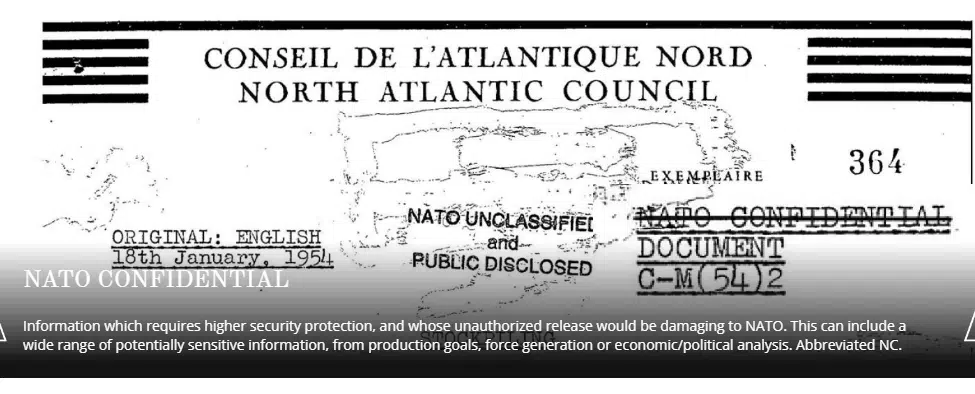 CONSEIL DE L'ATLANTIQUE NORD
NORTH ATLANTIC COUNCIL
EXEMPLAIRE 364
NATO UNCLASSIFIED
and
PUBLIC DISCLOSED
NATO CONFIDENTIAL
DOCUMENT
C-M(54)2
ORIGINAL: ENGLISH
18th January, 1954
NATO CONFIDENTIAL
STOCKPILING
Information which requires higher security protection, and whose unauthorized release would be damaging to NATO. This can include a
wide range of potentially sensitive information, from production goals, force generation or economic/political analysis. Abbreviated NC.